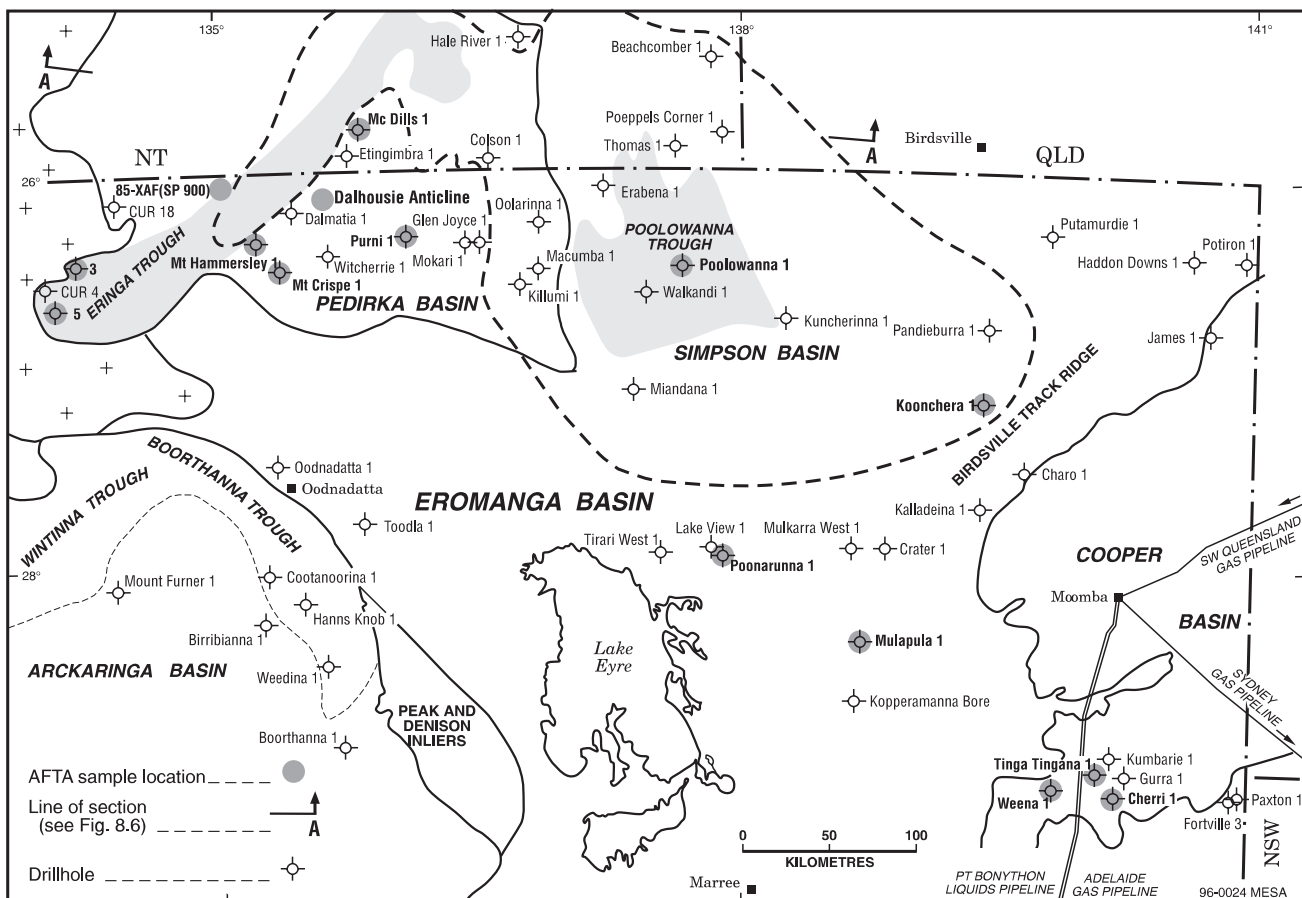 135°
138°
141°
Hale River 1
Beachcomber 1
A
Mc Dills 1
Poeppels Corner 1
Birdsville
NT
Etingimbra 1
Colson 1
Thomas 1
A
QLD
26°
85-XAF(SP 900)
CUR 18
Dalhousie Anticline
Erabena 1
Dalmatia 1
Glen Joyce 1
Oolarinna 1
Putamurdie 1
Purni 1
POOLOWANNA
TROUGH
Potiron 1
3
Mt Hammersley 1
Witcherrie 1
Mokari 1
Macumba 1
Poolowanna 1
Haddon Downs 1
ERINGA TROUGH
CUR 4
Mt Crispe 1
Killumi 1
Walkandi 1
5
PEDIRKA BASIN
Kuncherinna 1
Pandieburra 1
James 1
SIMPSON BASIN
Miandana 1
Koonchera 1
BIRDSVILLE TRACK RIDGE
WINTINNA TROUGH
BOORTHANNA TROUGH
Oodnadatta 1
Oodnadatta
Charo 1
EROMANGA BASIN
Kalladeina 1
Toodla 1
Tirari West 1
Lake View 1
Mulkarra West 1
Crater 1
Poonarunna 1
COOPER
SW QUEENSLAND
GAS PIPELINE
28°
Mount Furner 1
Cootanoorina 1
Hanns Knob 1
Moomba
Birribianna 1
BASIN
Mulapula 1
Lake
Eyre
ARCKARINGA BASIN
Weedina 1
SYDNEY
GAS PIPELINE
Kopperamanna Bore
PEAK AND
DENISON
INLIERS
Boorthanna 1
AFTA sample location
Tinga Tingana 1
Kumbarie 1
Gurra 1
Weena 1
Cherri 1
Paxton 1
Fortville 3
Line of section
(see Fig. 8.6)
A
0 50 100
KILOMETRES
Drillhole
Marree
PT BONYTHON
LIQUIDS PIPELINE
ADELAIDE
GAS PIPELINE
NSW
96-0024 MESA